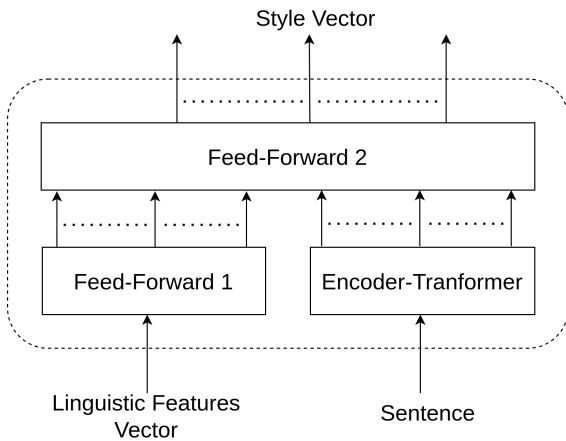 Style Vector
Feed-Forward 2
Feed-Forward 1
Encoder-Tranformer
Linguistic Features
Vector
Sentence